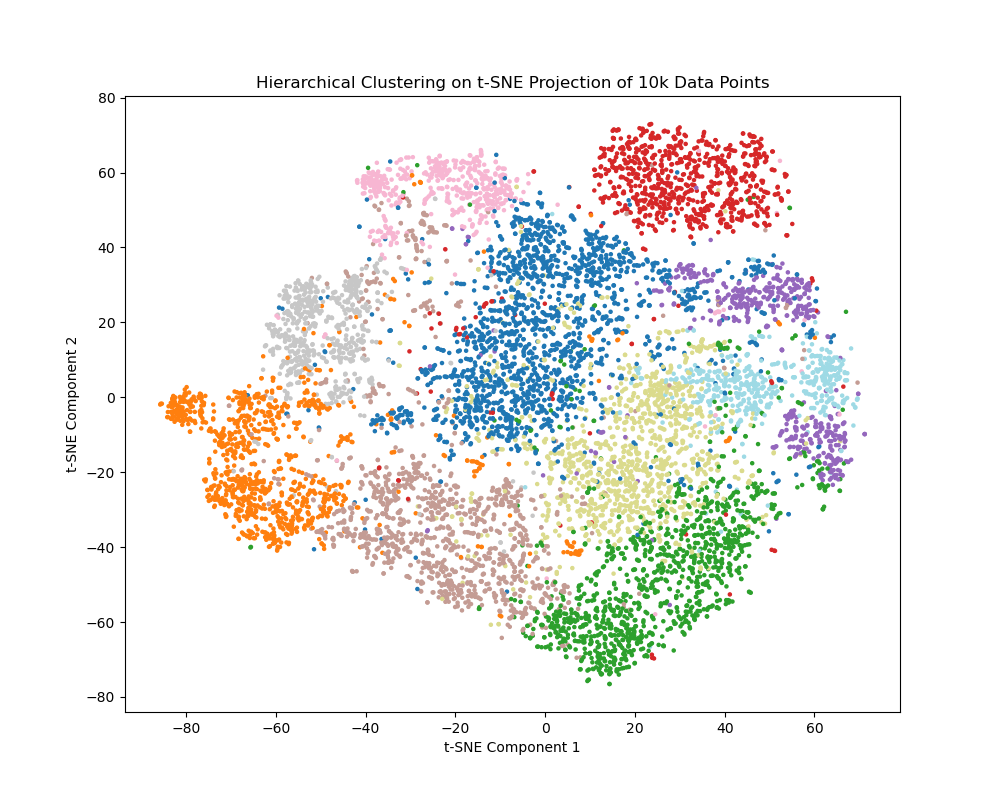 Hierarchical Clustering on t-SNE Projection of 10k Data Points
80
60
40
20
0
−20
−40
−60
−80
t-SNE Component 2
−80 −60 −40 −20 0 20 40 60
t-SNE Component 1